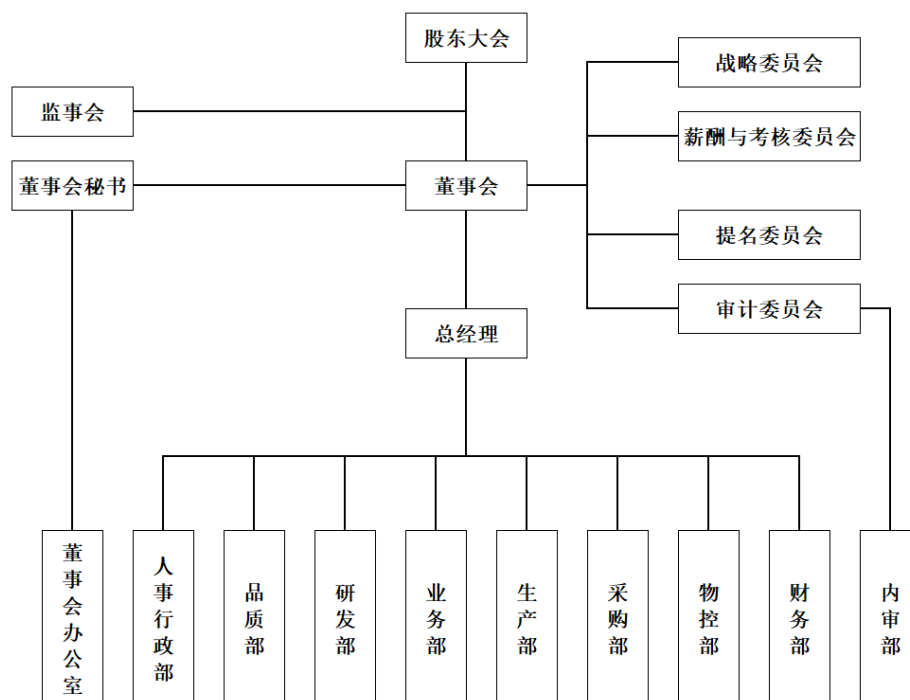 股东大会
战略委员会
监事会
薪酬与考核委员会
董事会秘书
董事会
提名委员会
审计委员会
总经理
董事会办公室
人事行政部
品质部
研发部
业务部
生产部
采购部
物控部
财务部
内审部